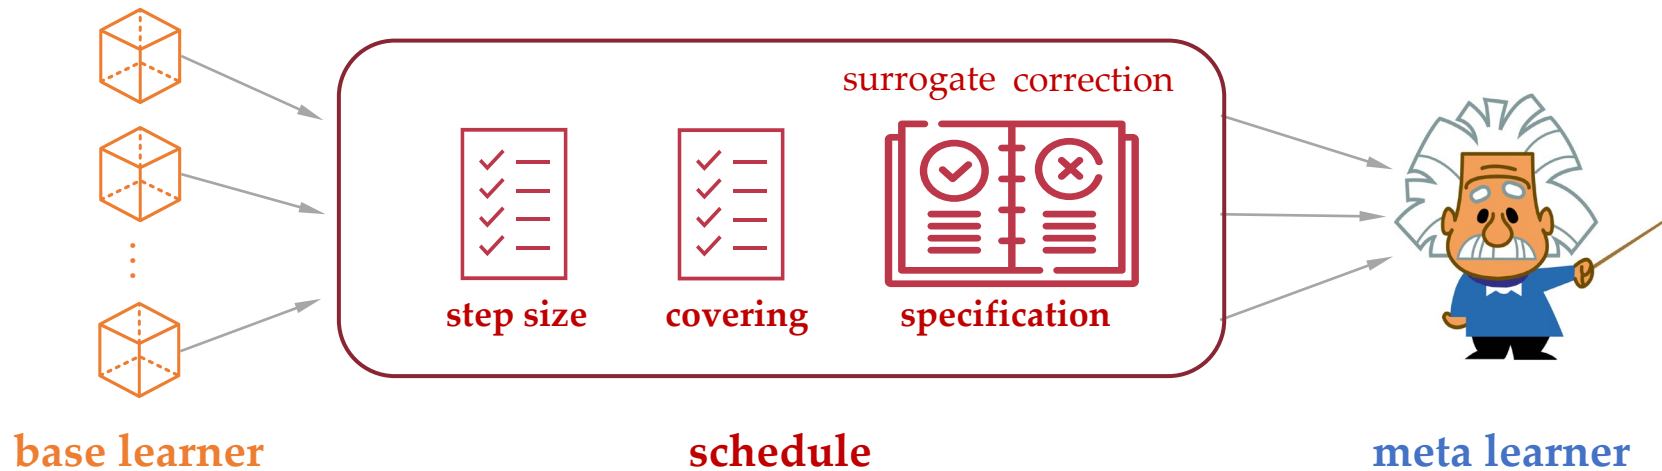 surrogate correction
step size
covering
specification
base learner
schedule
meta learner